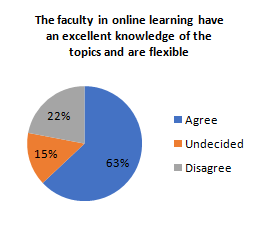 The faculty in online learning have
an excellent knowledge of the
topics and are flexible
22%
15%
63%
Agree
Undecided
Disagree